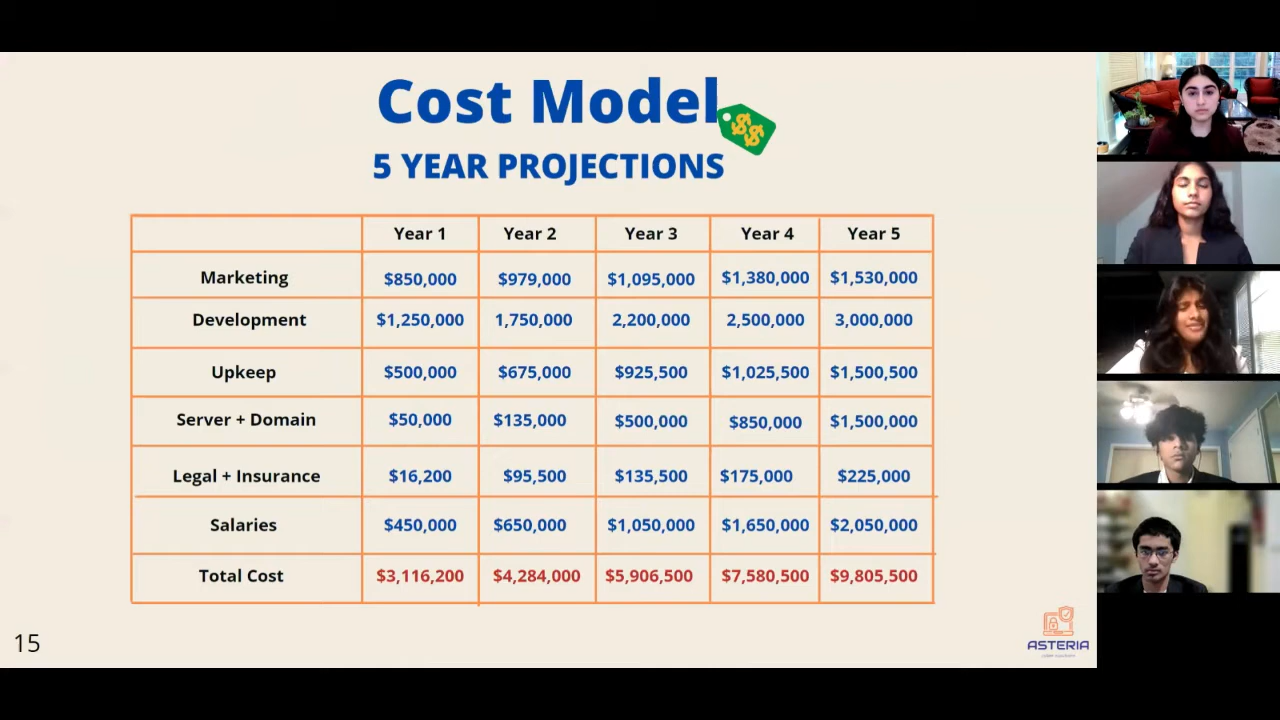 Cost Model
$$
5 YEAR PROJECTIONS
Year 1 Year 2 Year 3 Year 4 Year 5
Marketing $850,000 $979,000 $1,095,000 $1,380,000 $1,530,000
Development $1,250,000 1,750,000 2,200,000 2,500,000 3,000,000
Upkeep $500,000 $675,000 $925,500 $1,025,500 $1,500,500
Server + Domain $50,000 $135,000 $500,000 $850,000 $1,500,000
Legal + Insurance $16,200 $95,500 $135,500 $175,000 $225,000
Salaries $450,000 $650,000 $1,050,000 $1,650,000 $2,050,000
Total Cost $3,116,200 $4,284,000 $5,906,500 $7,580,500 $9,805,500
15
ASTERIA